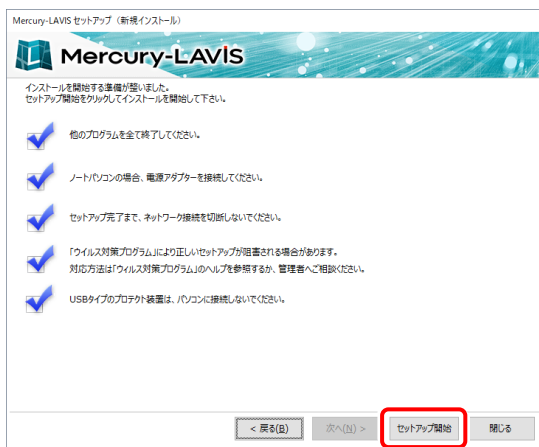 Mercury-LAVIS セットアップ（新規インストール）
Mercury-LAVIS
インストールを開始する準備が整いました。
セットアップ開始をクリックしてインストールを開始して下さい。
他のプログラムを全て終了してください。
ノートパソコンの場合、電源アダプターを接続してください。
セットアップ完了まで、ネットワーク接続を切断しないでください。
「ウイルス対策プログラム」により正しいセットアップが阻害される場合があります。
対応方法は「ウィルス対策プログラム」のヘルプを参照するか、管理者へご相談ください。
USBタイプのプロテクト装置は、パソコンに接続しないでください。
< 戻る(B) 次へ(N) > セットアップ開始 閉じる